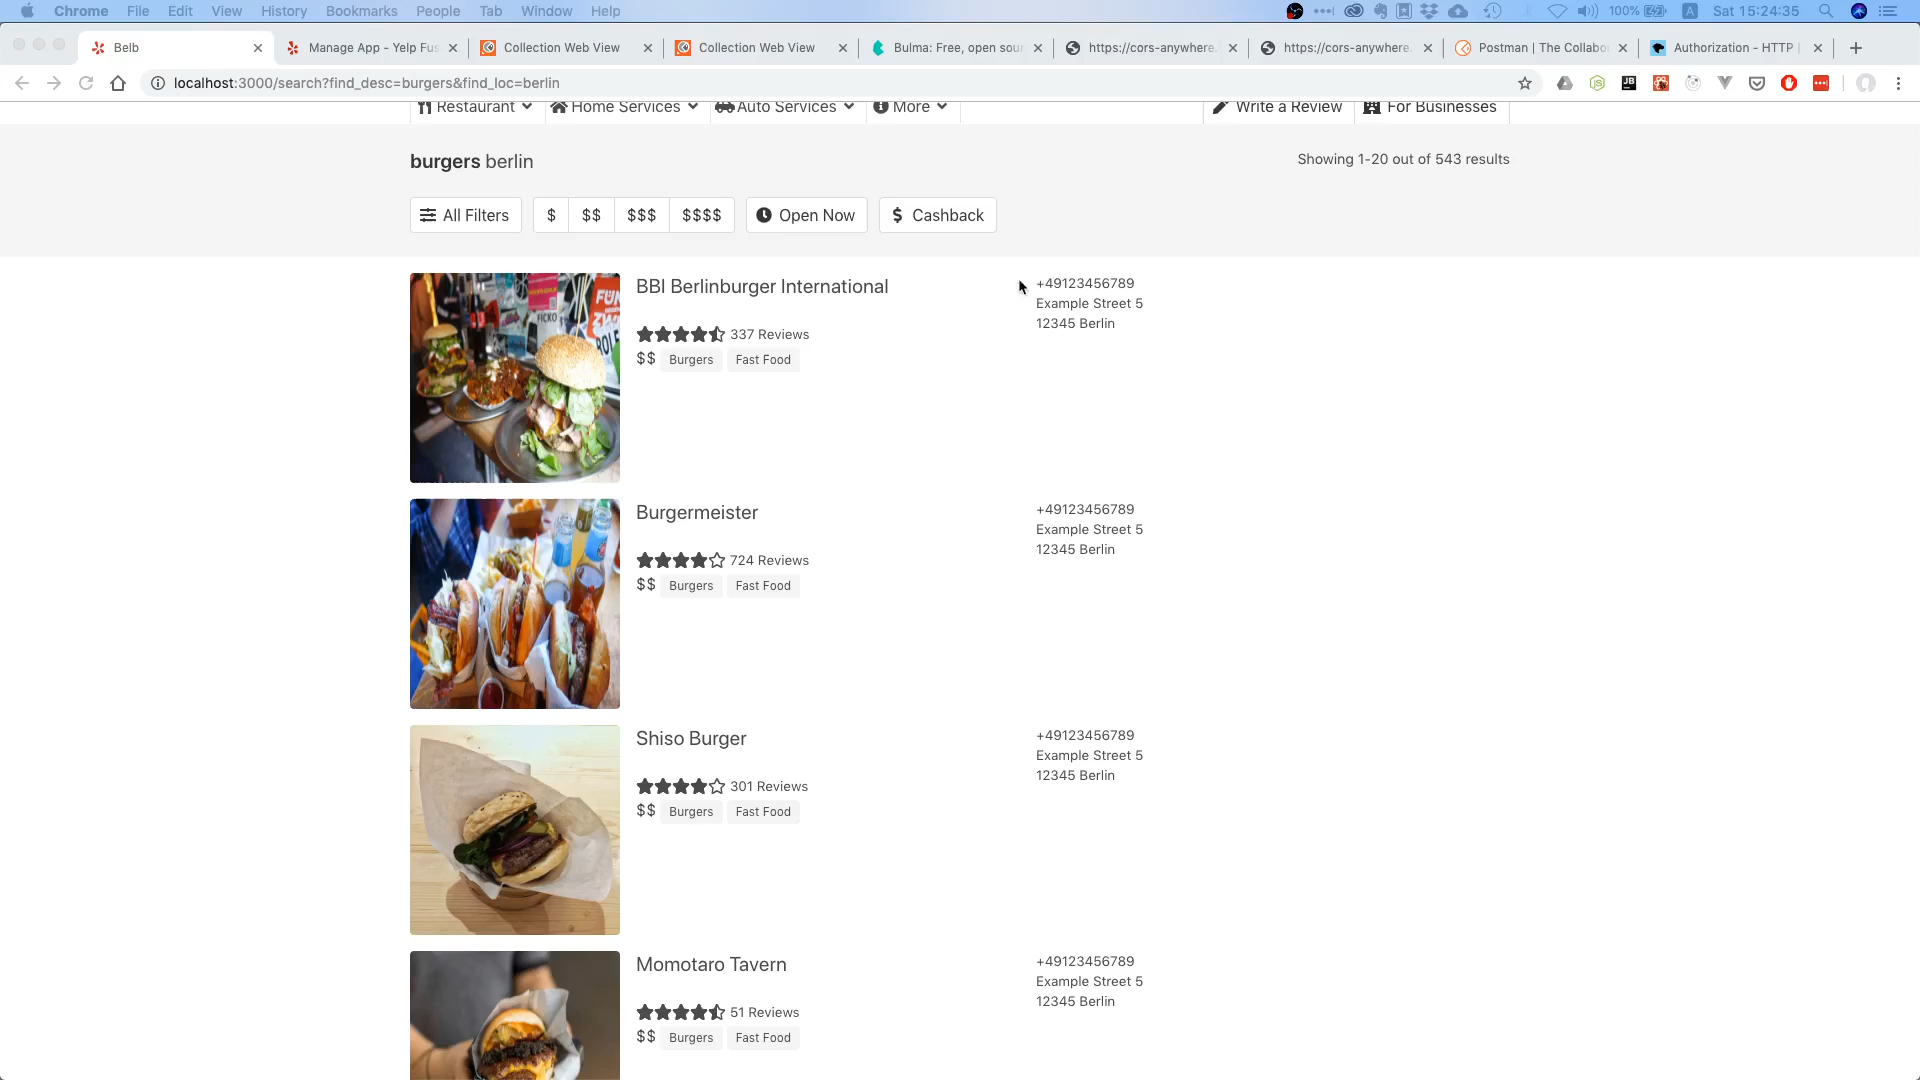 Chrome File Edit View History Bookmarks People Tab Window Help 100% A Sat 15:24:35
Belb Manage App - Yelp Fus Collection Web View Collection Web View Bulma: Free, open sour https://cors-anywhere. https://cors-anywhere. Postman | The Collabo Authorization - HTTP |
localhost:3000/search?find_desc=burgers&find_loc=berlin
Restaurant Home Services Auto Services More Write a Review For Businesses
burgers berlin Showing 1-20 out of 543 results
All Filters $ $$ $$$ $$$$ Open Now $ Cashback
BBI Berlinburger International
337 Reviews
$$ Burgers Fast Food
+49123456789
Example Street 5
12345 Berlin
FICKO
Burgermeister
724 Reviews
$$ Burgers Fast Food
+49123456789
Example Street 5
12345 Berlin
Shiso Burger
301 Reviews
$$ Burgers Fast Food
+49123456789
Example Street 5
12345 Berlin
Momotaro Tavern
51 Reviews
$$ Burgers Fast Food
+49123456789
Example Street 5
12345 Berlin